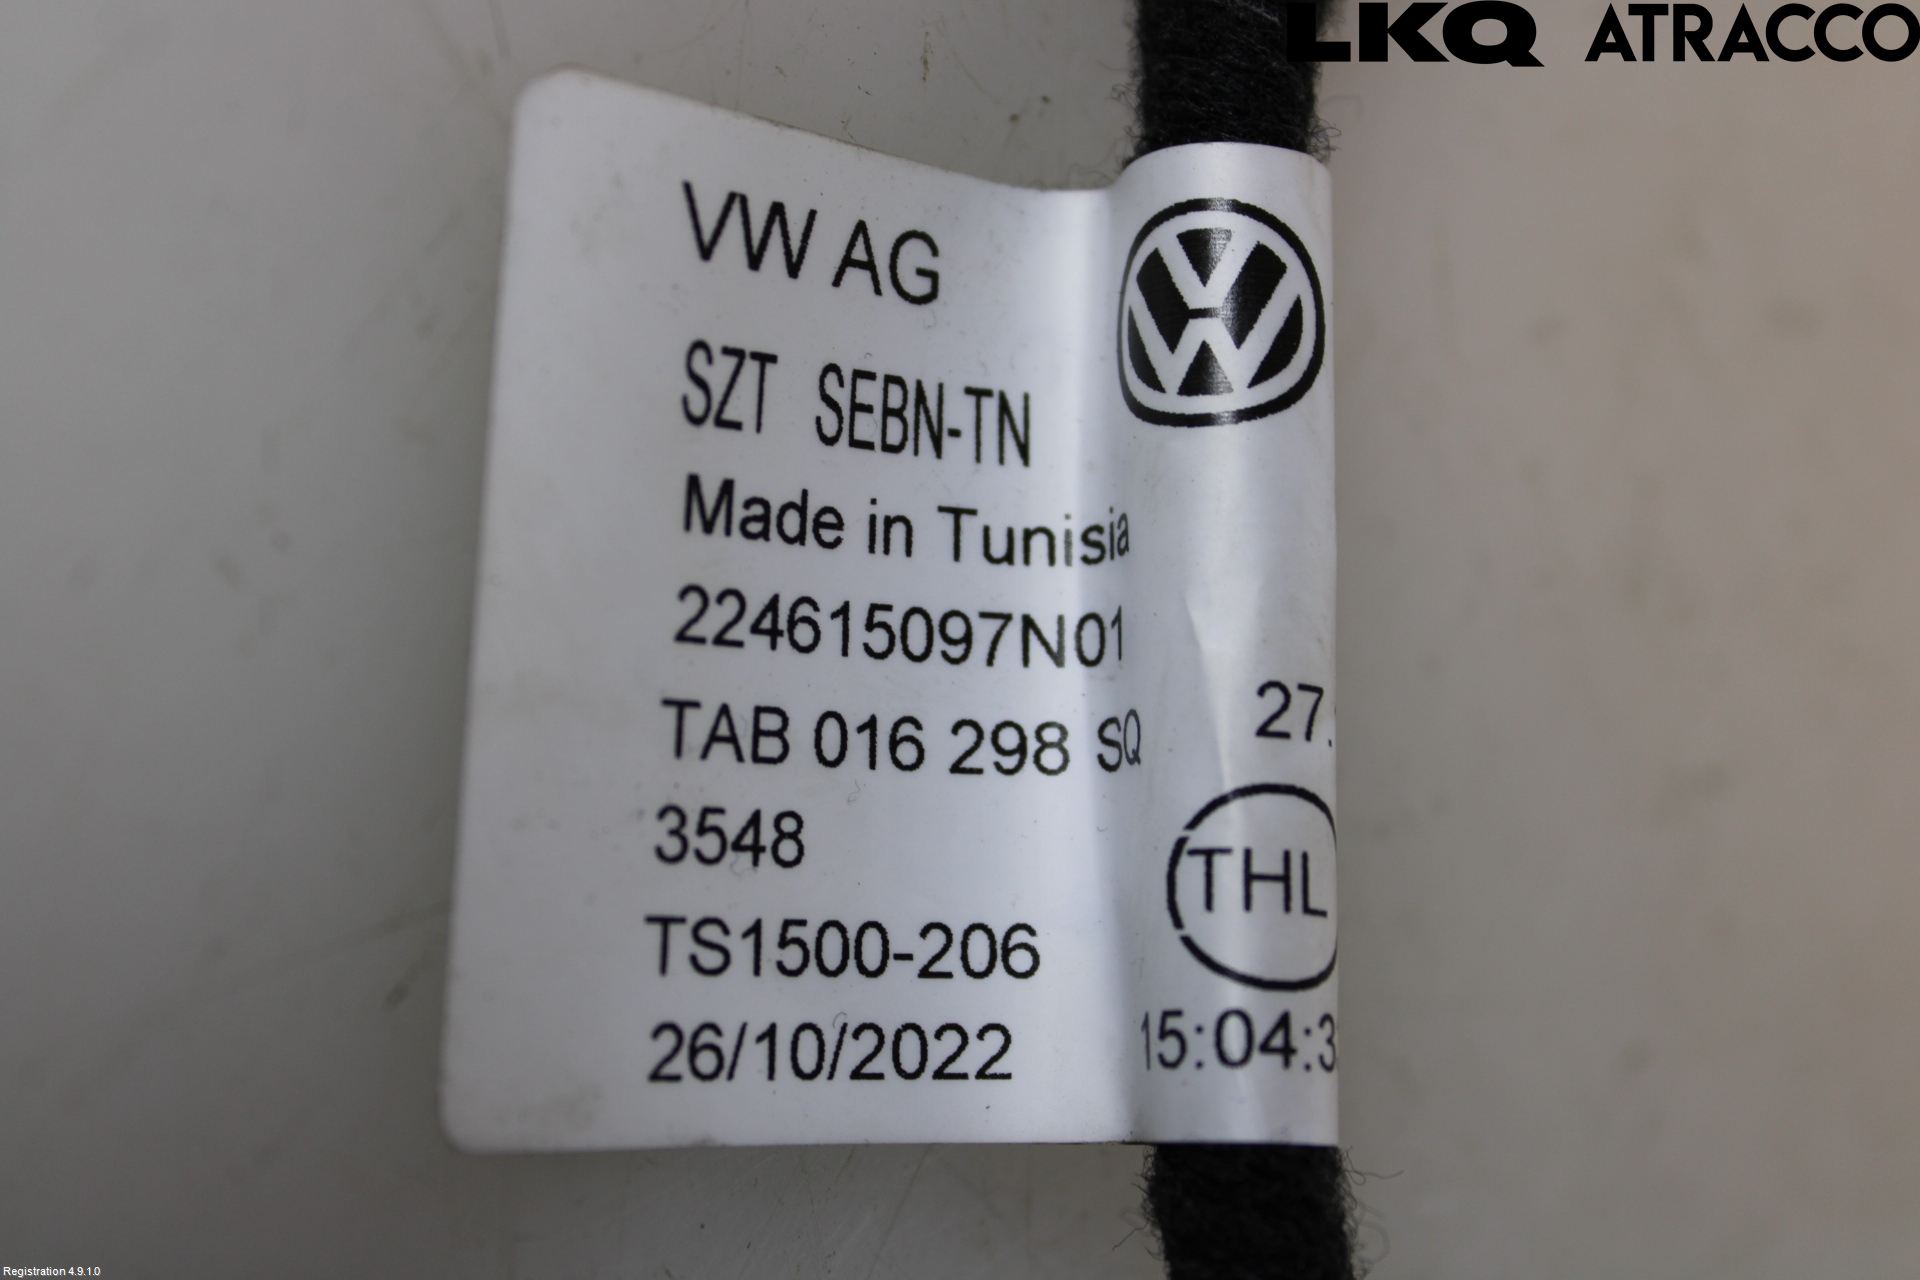 LKQ ATRACCO
VW AG
SZT SEBN-TN
Made in Tunisia
224615097N01
TAB 016 298 SQ
27.
3548
THL
TS1500-206
26/10/2022 15:04:3
Registration 4.9.1.0